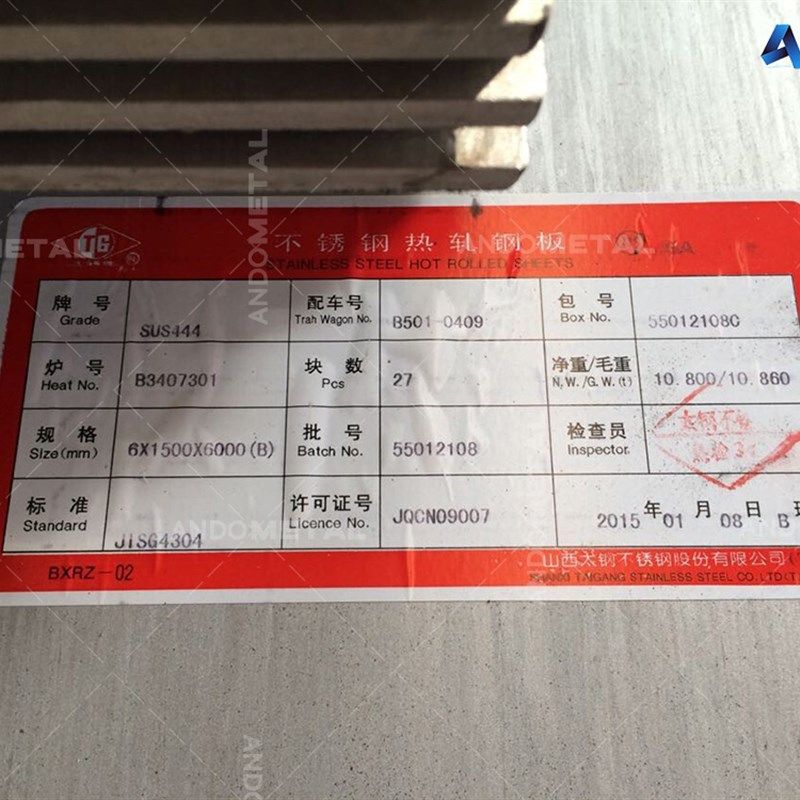 TG
不锈钢热轧钢板
STAINLESS STEEL HOT ROLLED SHEETS
牌 号 SUS444 配车号 B501-0409 包 号 55012108C
Grade Trah Wagon No. Box No.
炉 号 B3407301 块 数 27 净重/毛重 10.800/10.860
Heat No. Pcs N.W./G.W.(t)
规 格 6X1500X6000(B) 批 号 55012108 检查员
Size(mm) Batch No. Inspector
标 准 JISG4304 许可证号 JQCN09007 2015年01月08日 B
Standard Licence No.
BXRZ-02
山西太钢不锈钢股份有限公司
SHANXI TAIGANG STAINLESS STEEL CO.LTD
ANDOMETAL
ANDOMETAL